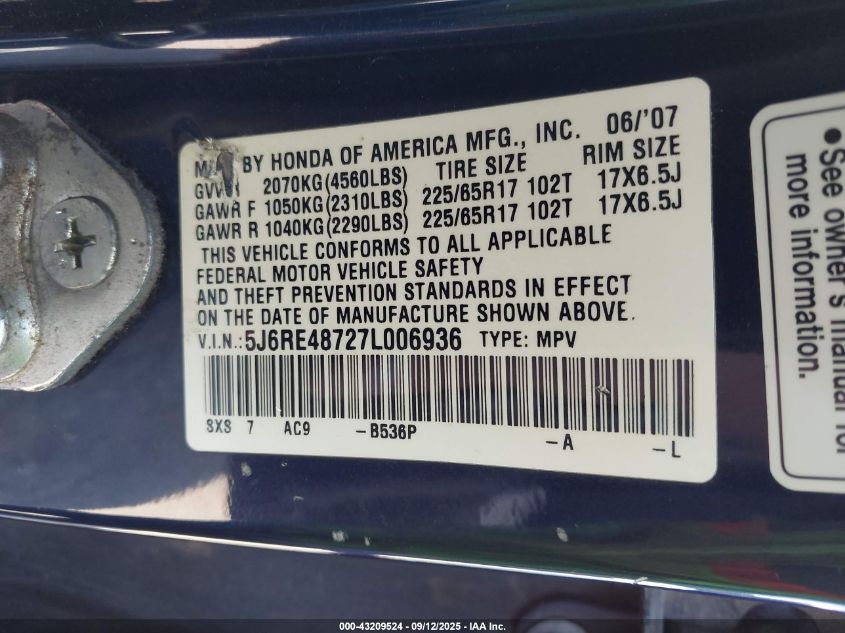 BY HONDA OF AMERICA MFG., INC. 06/'07
2070KG(4560LBS) TIRE SIZE RIM SIZE
GAWR F 1050KG(2310LBS) 225/65R17 102T 17X6.5J
GAWR R 1040KG(2290LBS) 225/65R17 102T 17X6.5J
THIS VEHICLE CONFORMS TO ALL APPLICABLE
FEDERAL MOTOR VEHICLE SAFETY
AND THEFT PREVENTION STANDARDS IN EFFECT
ON THE DATE OF MANUFACTURE SHOWN ABOVE.
V.I.N.:5J6RE48727L006936 TYPE: MPV
SXS 7 AC9 -B536P -A -L
●See owner's manual for
more information.
000-43209524 - 09/12/2025 - IAA Inc.